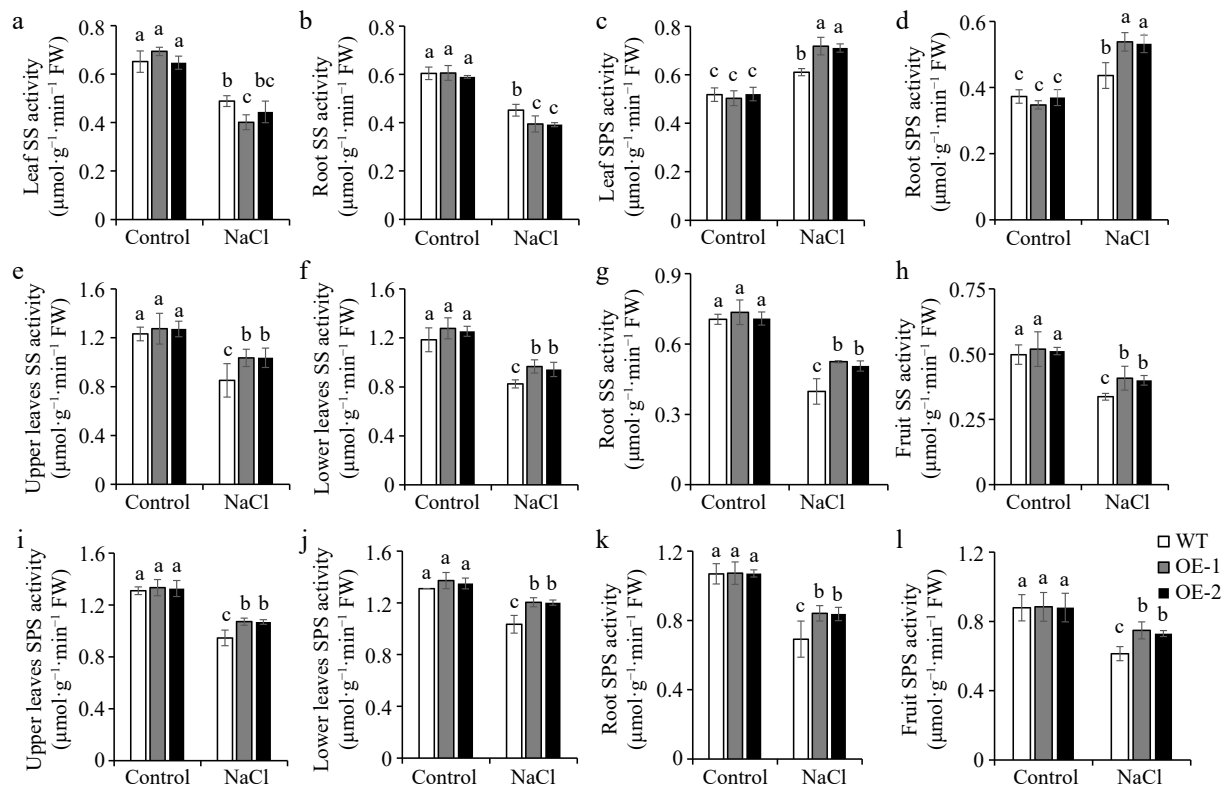 a
Leaf SS activity
(μmol·g⁻¹·min⁻¹ FW)
0.8
0.6
0.4
0.2
0
a a a
b c bc
Control NaCl
b
Root SS activity
(μmol·g⁻¹·min⁻¹ FW)
0.8
0.6
0.4
0.2
0
a a a
b c c
Control NaCl
c
Leaf SPS activity
(μmol·g⁻¹·min⁻¹ FW)
0.8
0.6
0.4
0.2
0
c c c
b a a
Control NaCl
d
Root SPS activity
(μmol·g⁻¹·min⁻¹ FW)
0.6
0.4
0.2
0
c c c
b a a
Control NaCl
e
Upper leaves SS activity
(μmol·g⁻¹·min⁻¹ FW)
1.6
1.2
0.8
0.4
0
a a a
c b b
Control NaCl
f
Lower leaves SS activity
(μmol·g⁻¹·min⁻¹ FW)
1.6
1.2
0.8
0.4
0
a a a
c b b
Control NaCl
g
Root SS activity
(μmol·g⁻¹·min⁻¹ FW)
0.9
0.6
0.3
0
a a a
c b b
Control NaCl
h
Fruit SS activity
(μmol·g⁻¹·min⁻¹ FW)
0.75
0.50
0.25
0
a a a
c b b
Control NaCl
i
Upper leaves SPS activity
(μmol·g⁻¹·min⁻¹ FW)
1.6
1.2
0.8
0.4
0
a a a
c b b
Control NaCl
j
Lower leaves SPS activity
(μmol·g⁻¹·min⁻¹ FW)
1.6
1.2
0.8
0.4
0
a a a
c b b
Control NaCl
k
Root SPS activity
(μmol·g⁻¹·min⁻¹ FW)
1.2
0.8
0.4
0
a a a
c b b
Control NaCl
l
Fruit SPS activity
(μmol·g⁻¹·min⁻¹ FW)
1.2
0.8
0.4
0
a a a
c b b
Control NaCl
WT
OE-1
OE-2